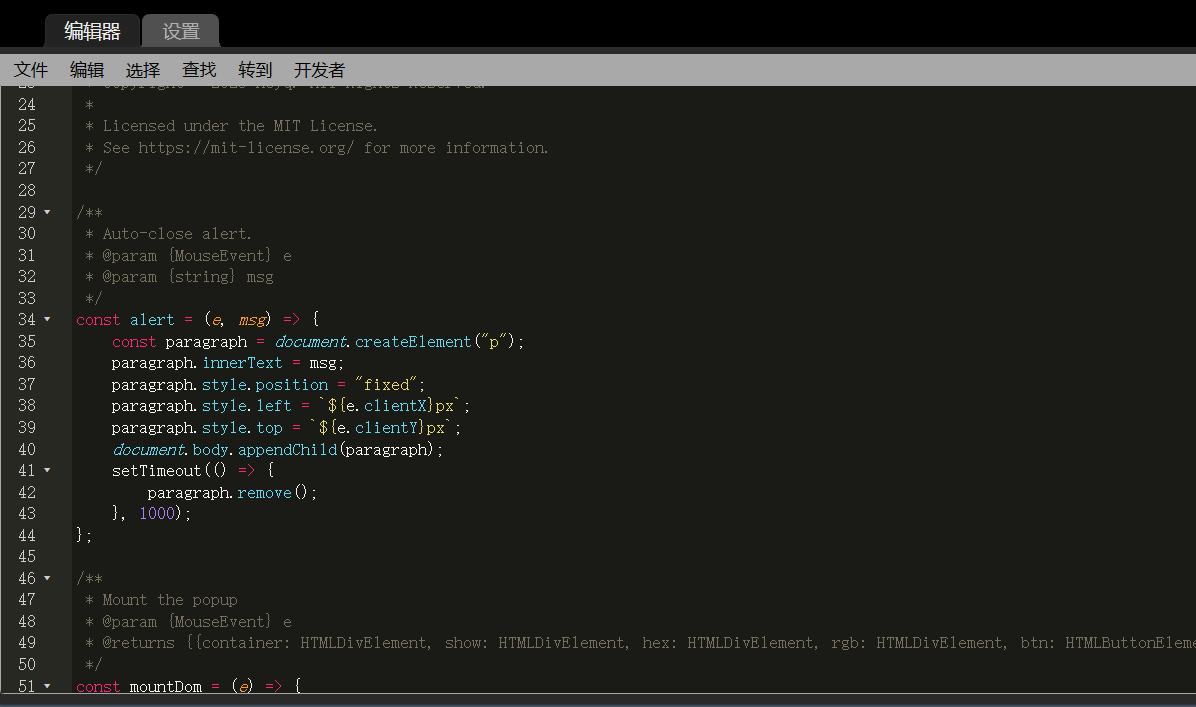 编辑器 设置
文件 编辑 选择 查找 转到 开发者
24 *
25 * Licensed under the MIT License.
26 * See https://mit-license.org/ for more information.
27 */
28
29 /**
30 * Auto-close alert.
31 * @param {MouseEvent} e
32 * @param {string} msg
33 */
34 const alert = (e, msg) => {
35 const paragraph = document.createElement("p");
36 paragraph.innerText = msg;
37 paragraph.style.position = "fixed";
38 paragraph.style.left = `${e.clientX}px`;
39 paragraph.style.top = `${e.clientY}px`;
40 document.body.appendChild(paragraph);
41 setTimeout(() => {
42 paragraph.remove();
43 }, 1000);
44 };
45
46 /**
47 * Mount the popup
48 * @param {MouseEvent} e
49 * @returns {{container: HTMLDivElement, show: HTMLDivElement, hex: HTMLDivElement, rgb: HTMLDivElement, btn: HTMLButtonEleme
50 */
51 const mountDom = (e) => {